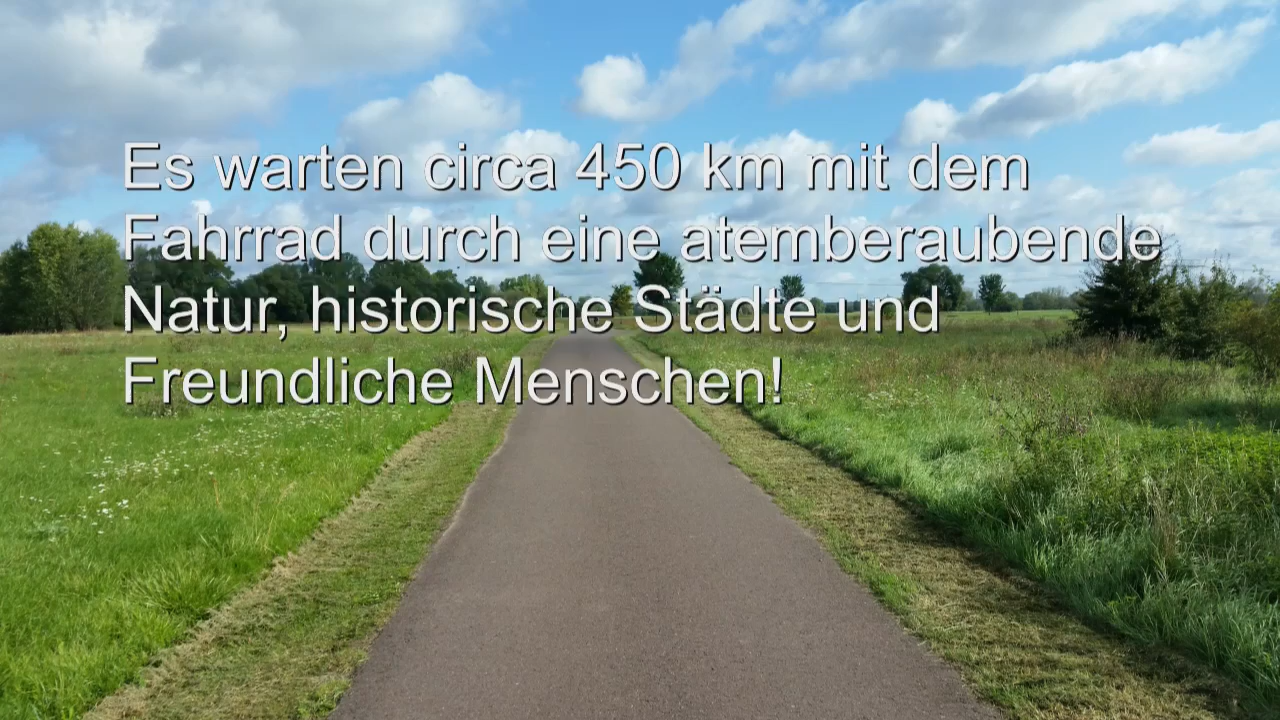 Es warten circa 450 km mit dem
Fahrrad durch eine atemberaubende
Natur, historische Städte und
Freundliche Menschen!